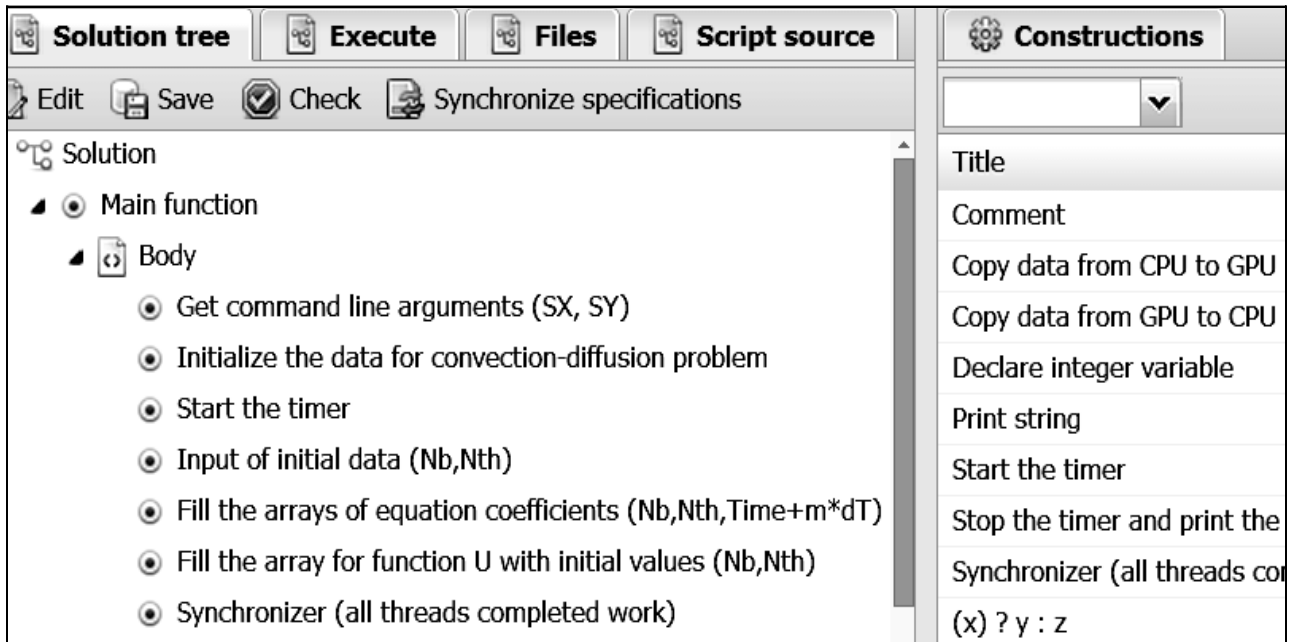 Solution tree Execute Files Script source
Edit Save Check Synchronize specifications
Solution
Main function
Body
Get command line arguments (SX, SY)
Initialize the data for convection-diffusion problem
Start the timer
Input of initial data (Nb,Nth)
Fill the arrays of equation coefficients (Nb,Nth,Time+m*dT)
Fill the array for function U with initial values (Nb,Nth)
Synchronizer (all threads completed work)
Constructions
Title
Comment
Copy data from CPU to GPU
Copy data from GPU to CPU
Declare integer variable
Print string
Start the timer
Stop the timer and print the
Synchronizer (all threads
(x) ? y : z